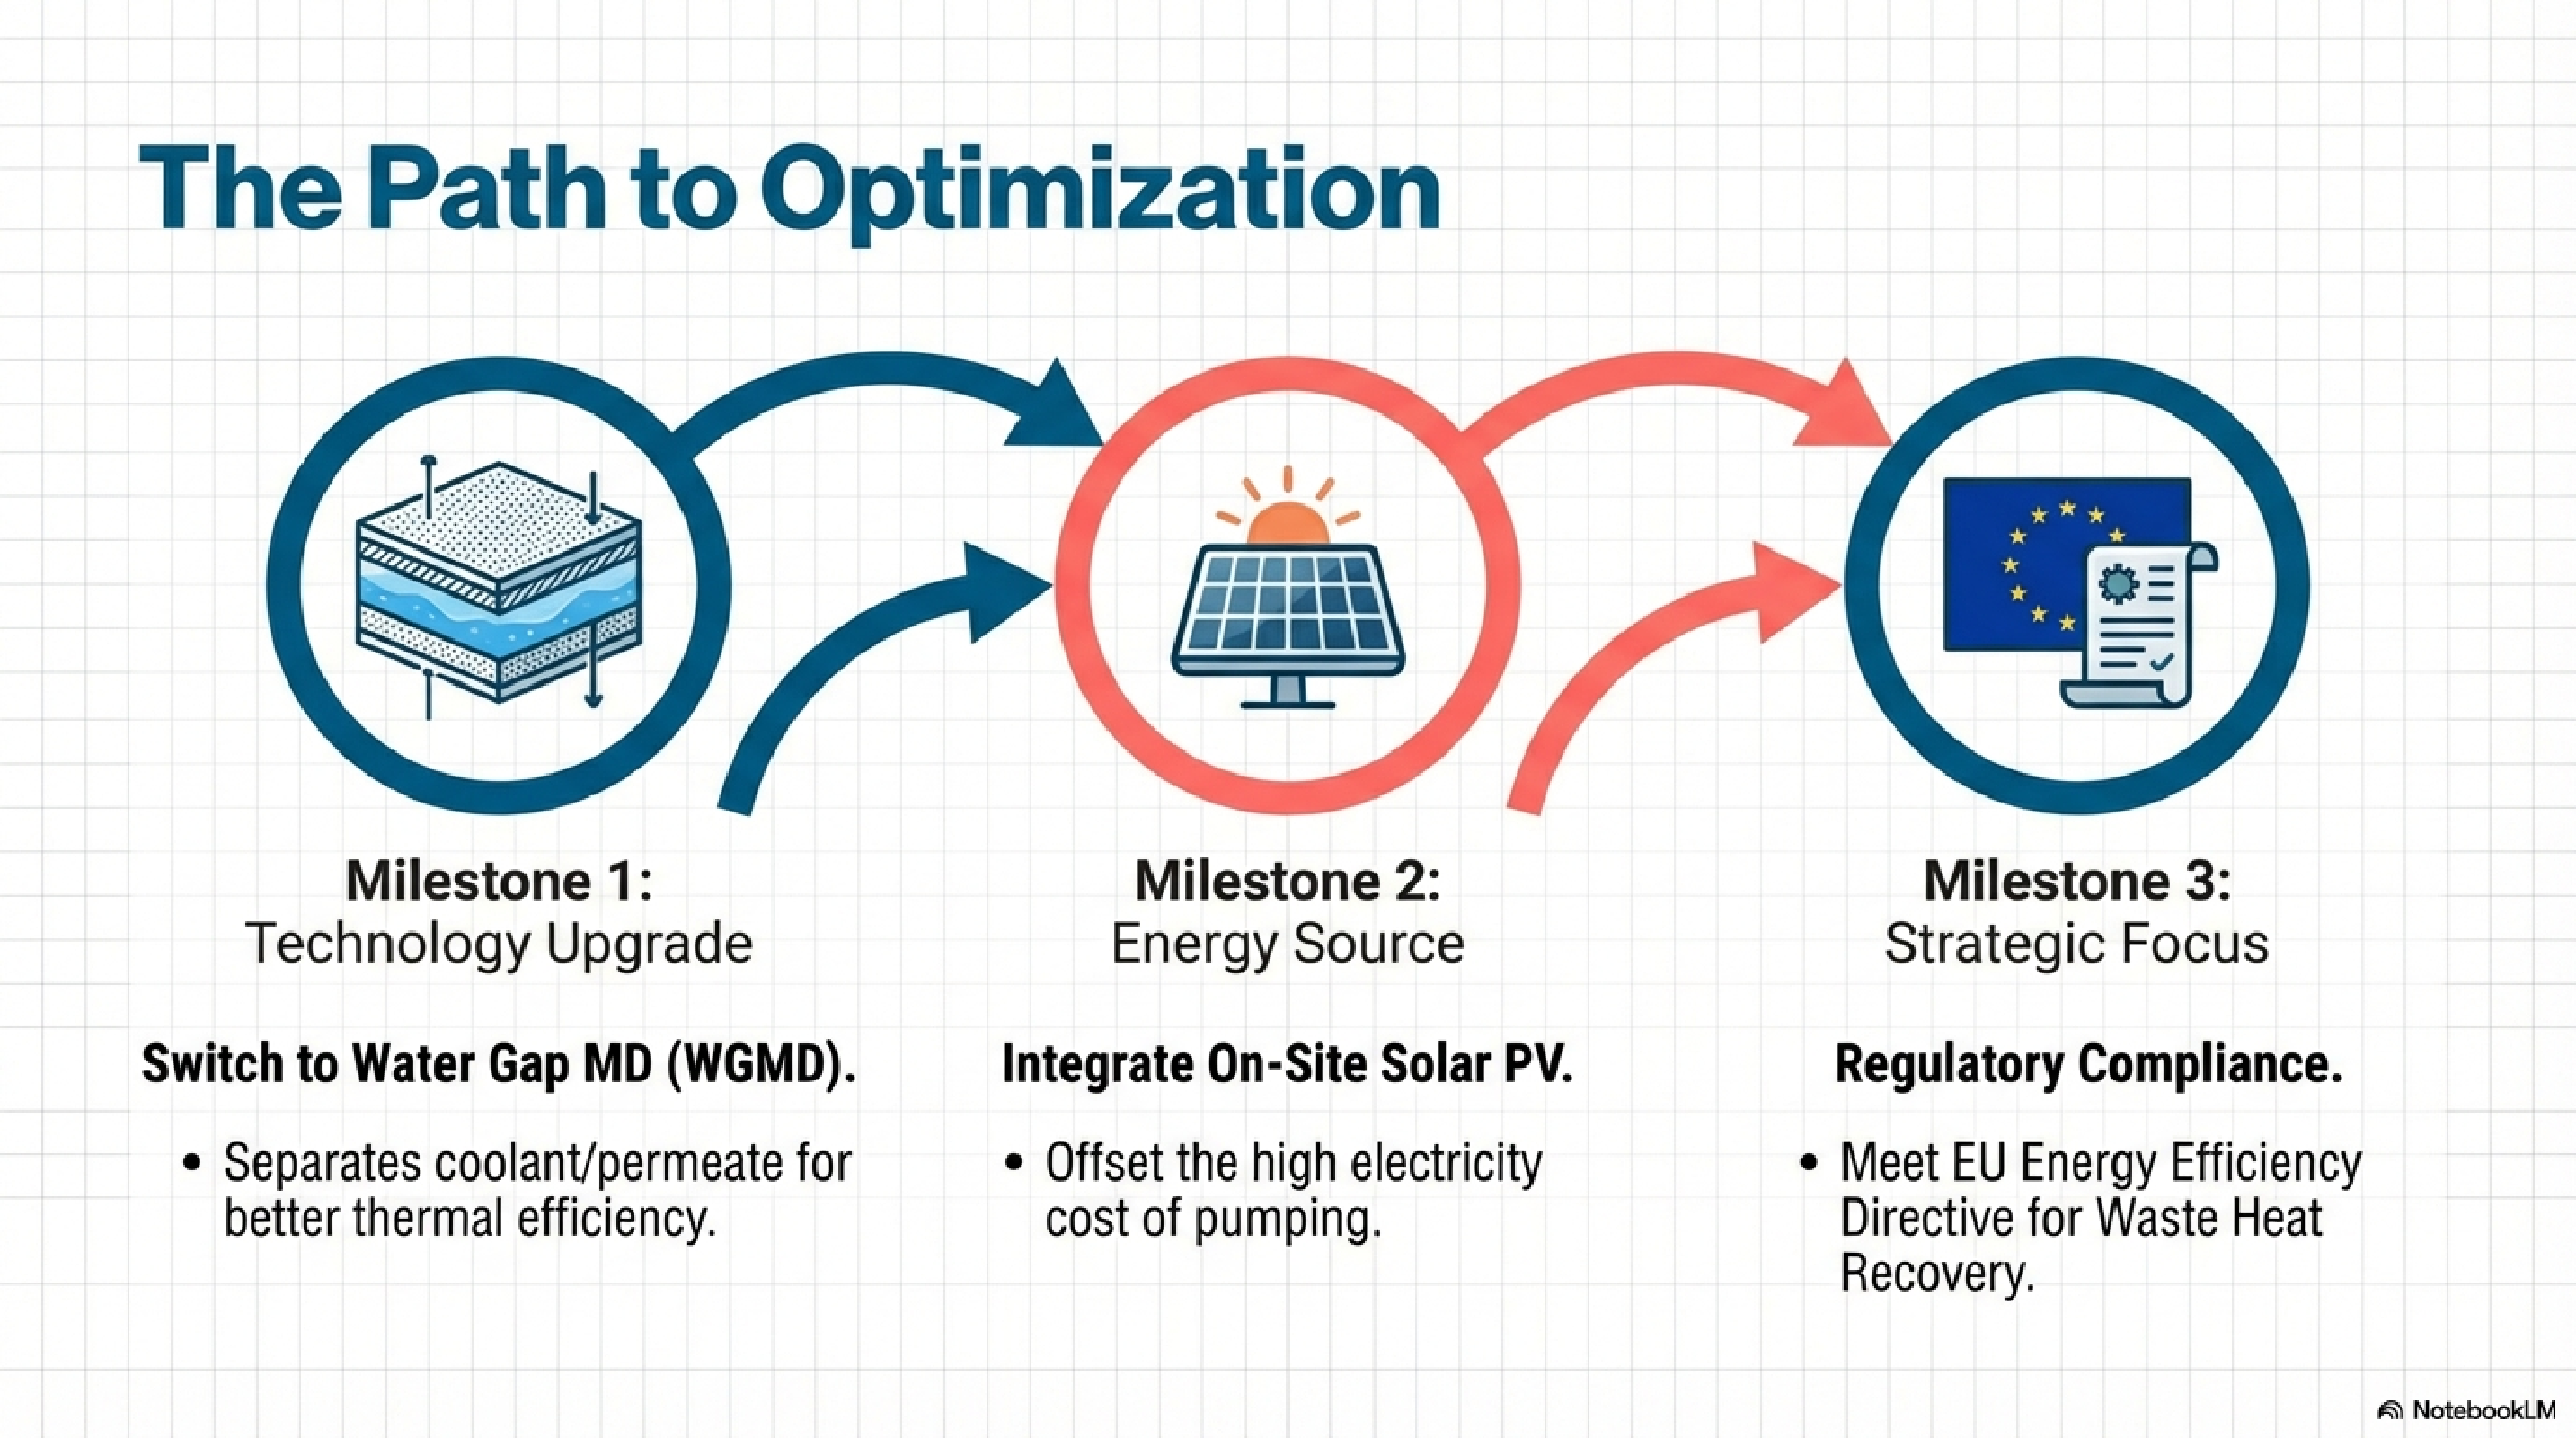 The Path to Optimization
Milestone 1:
Technology Upgrade
Switch to Water Gap MD (WGMD).
• Separates coolant/permeate for
better thermal efficiency.
Milestone 2:
Energy Source
Integrate On-Site Solar PV.
• Offset the high electricity
cost of pumping.
Milestone 3:
Strategic Focus
Regulatory Compliance.
• Meet EU Energy Efficiency
Directive for Waste Heat
Recovery.
NotebookLM